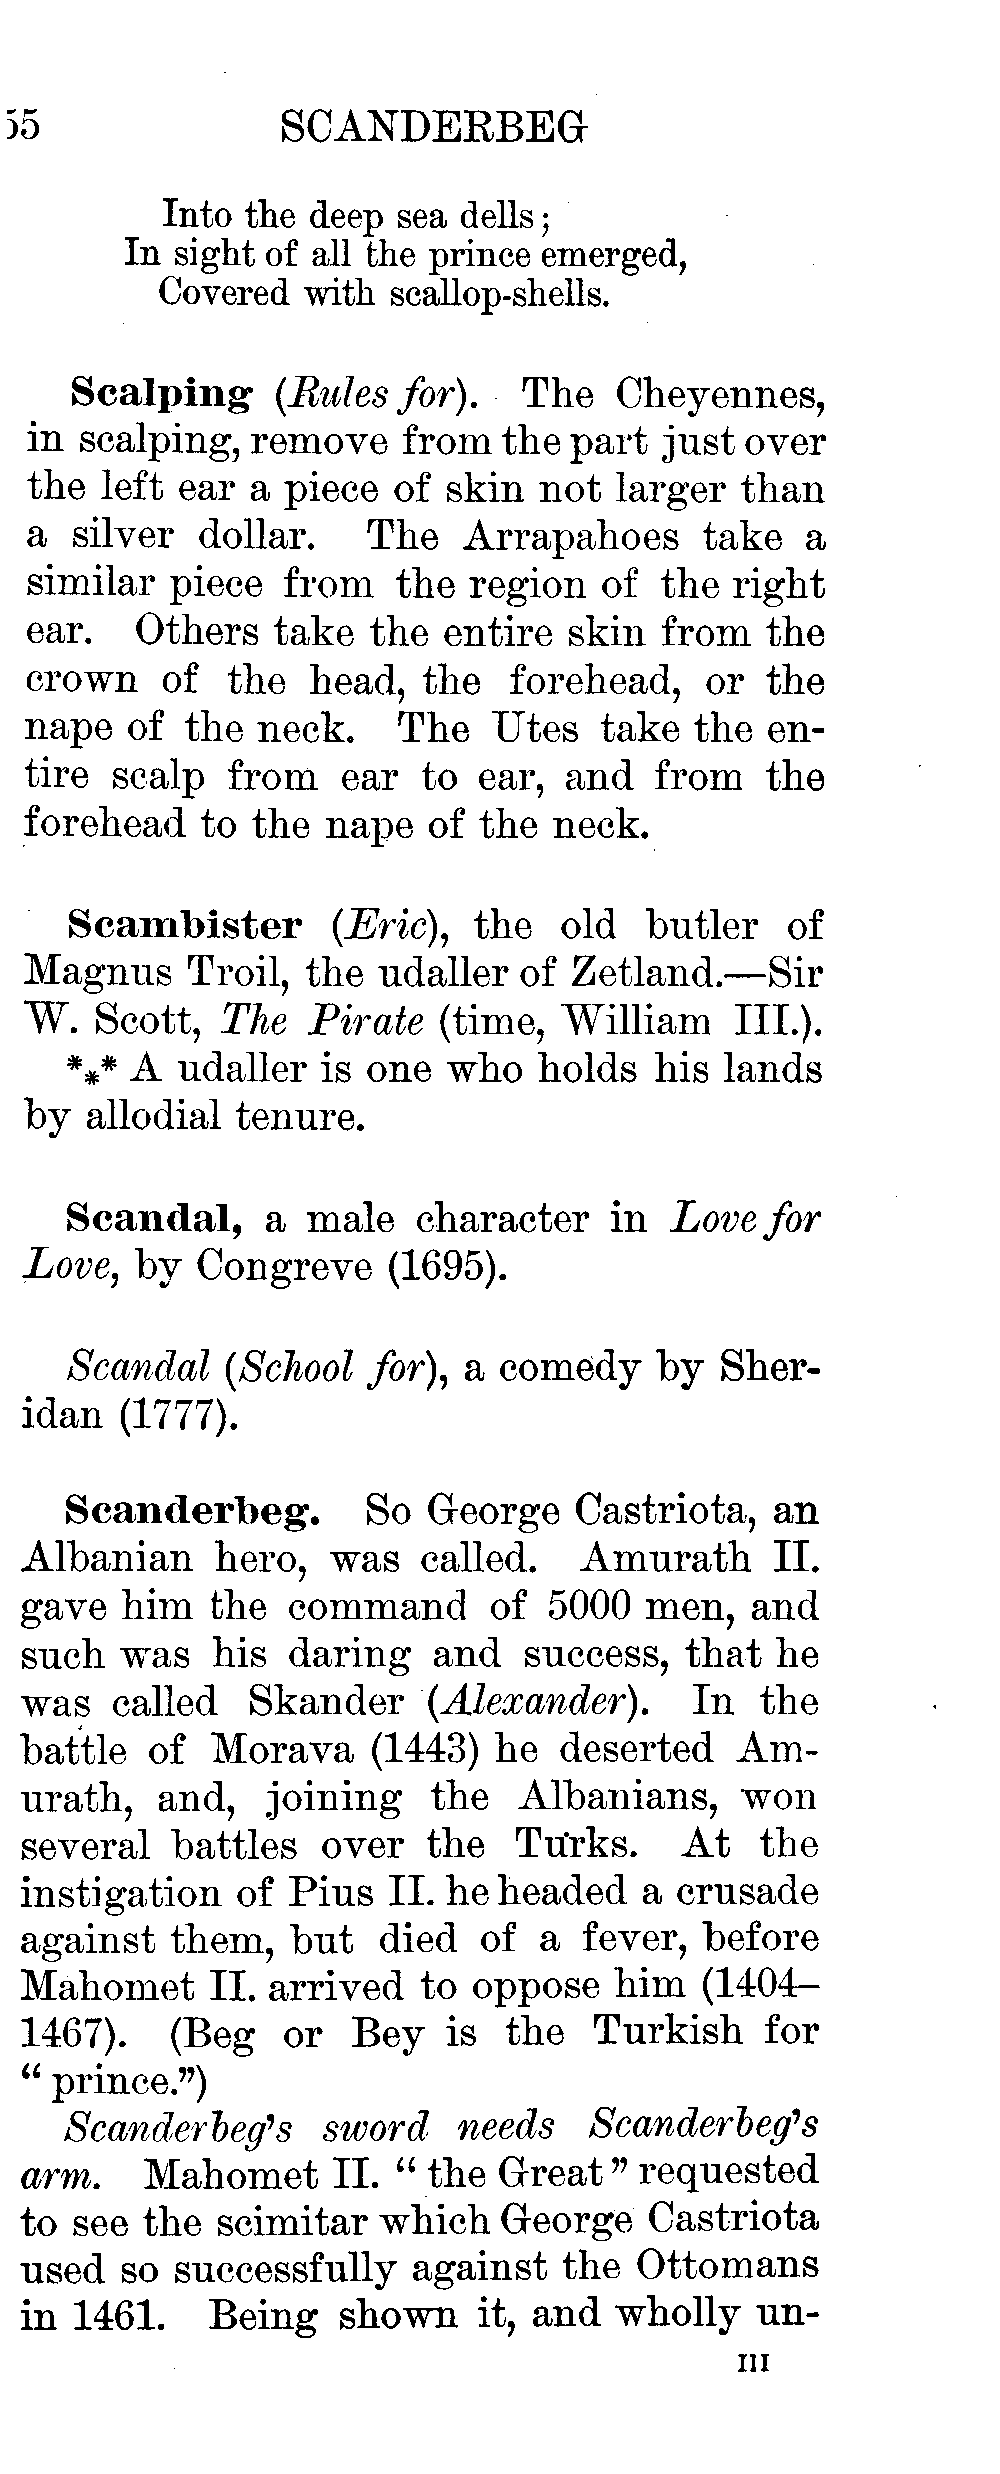 55 SCANDERBEG
Into the deep sea dells;
In sight of all the prince emerged,
Covered with scallop-shells.
Scalping (Rules for). The Cheyennes,
in scalping, remove from the part just over
the left ear a piece of skin not larger than
a silver dollar. The Arrapahoes take a
similar piece from the region of the right
ear. Others take the entire skin from the
crown of the head, the forehead, or the
nape of the neck. The Utes take the en-
tire scalp from ear to ear, and from the
forehead to the nape of the neck.
Scambister (Eric), the old butler of
Magnus Troil, the udaller of Zetland.—Sir
W. Scott, The Pirate (time, William III.).
*⁎* A udaller is one who holds his lands
by allodial tenure.
Scandal, a male character in Love for
Love, by Congreve (1695).
Scandal (School for), a comedy by Sher-
idan (1777).
Scanderbeg. So George Castriota, an
Albanian hero, was called. Amurath II.
gave him the command of 5000 men, and
such was his daring and success, that he
was called Skander (Alexander). In the
battle of Morava (1443) he deserted Am-
urath, and, joining the Albanians, won
several battles over the Turks. At the
instigation of Pius II. he headed a crusade
against them, but died of a fever, before
Mahomet II. arrived to oppose him (1404–
1467). (Beg or Bey is the Turkish for
“prince.”)
Scanderbeg's sword needs Scanderbeg's
arm. Mahomet II. “the Great” requested
to see the scimitar which George Castriota
used so successfully against the Ottomans
in 1461. Being shown it, and wholly un-
III